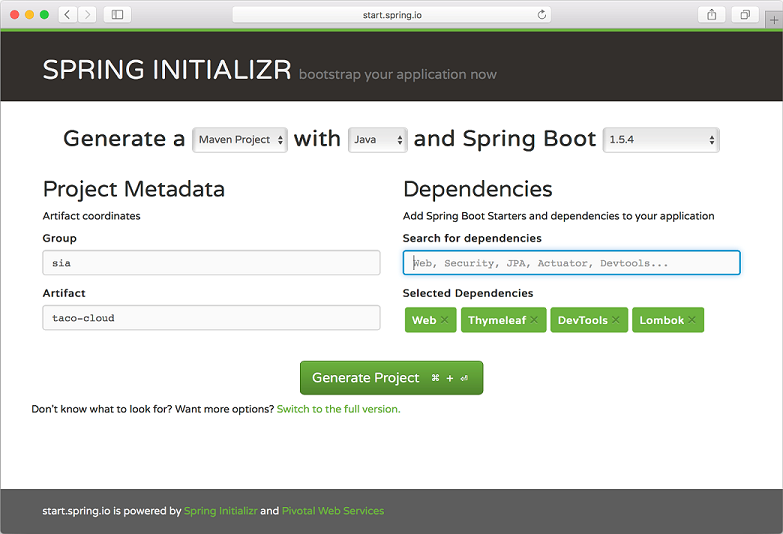 start.spring.io
SPRING INITIALIZR bootstrap your application now
Generate a Maven Project with Java and Spring Boot 1.5.4
Project Metadata
Artifact coordinates
Group
sia
Artifact
taco-cloud
Dependencies
Add Spring Boot Starters and dependencies to your application
Search for dependencies
Web, Security, JPA, Actuator, Devtools...
Selected Dependencies
Web × Thymeleaf × DevTools × Lombok ×
Generate Project ⌘ + ⏎
Don't know what to look for? Want more options? Switch to the full version.
start.spring.io is powered by Spring Initializr and Pivotal Web Services